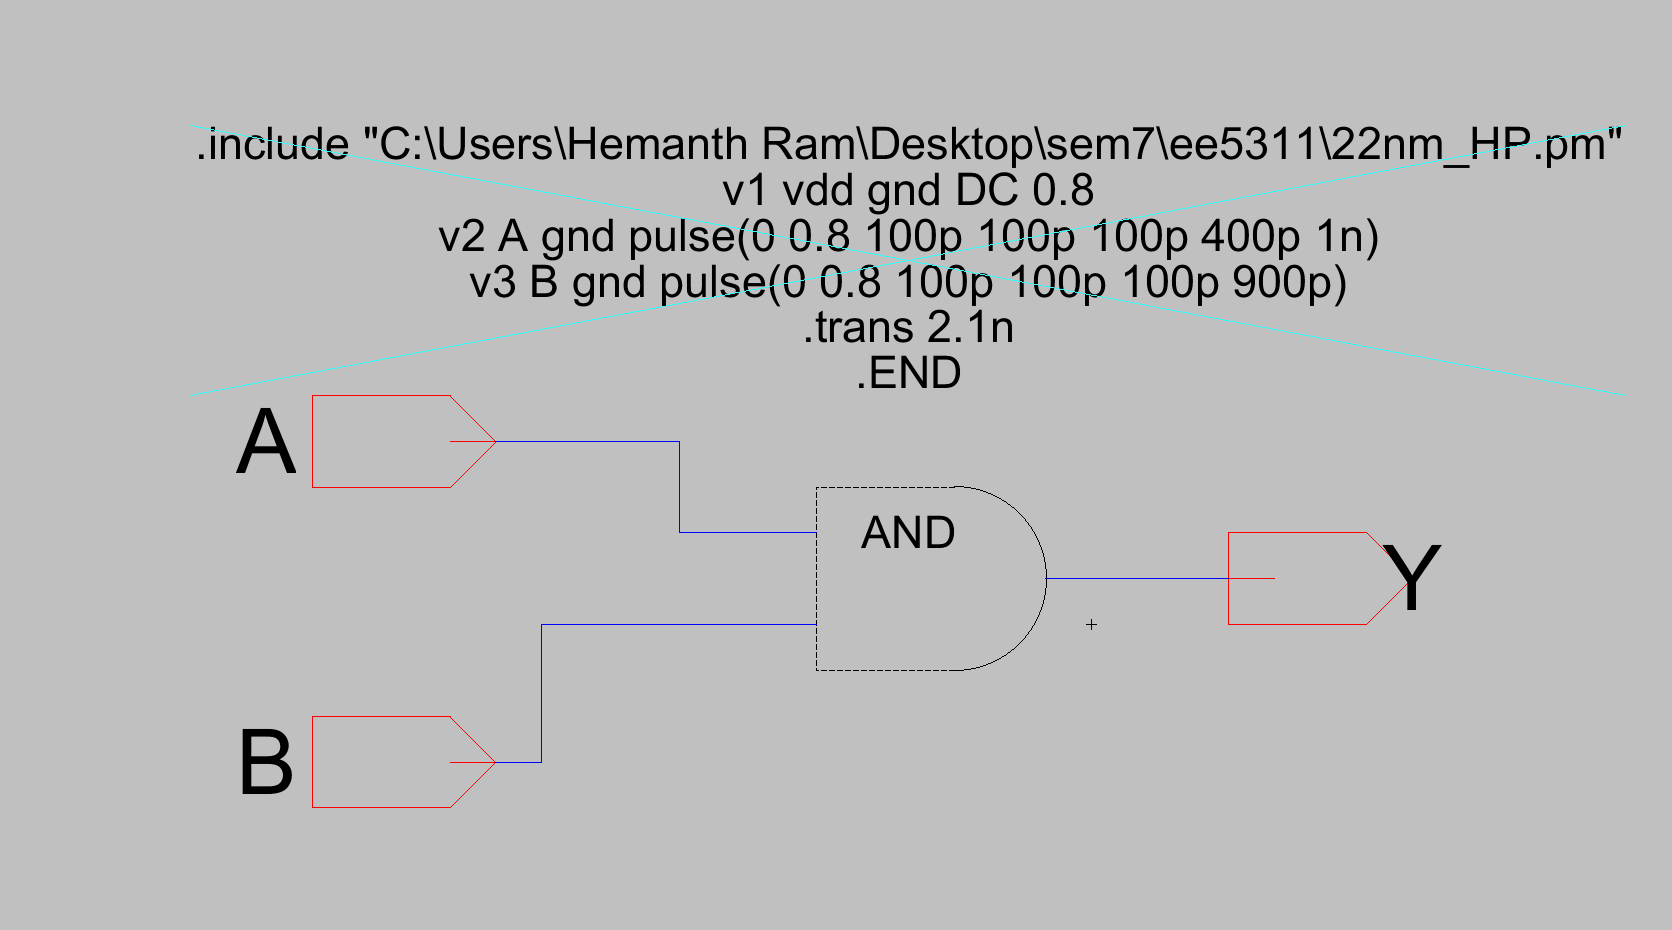 .include "C:\Users\Hemanth Ram\Desktop\sem7\ee5311\22nm_HP.pm"
v1 vdd gnd DC 0.8
v2 A gnd pulse(0 0.8 100p 100p 100p 400p 1n)
v3 B gnd pulse(0 0.8 100p 100p 100p 900p)
.trans 2.1n
.END
A
AND
Y
B